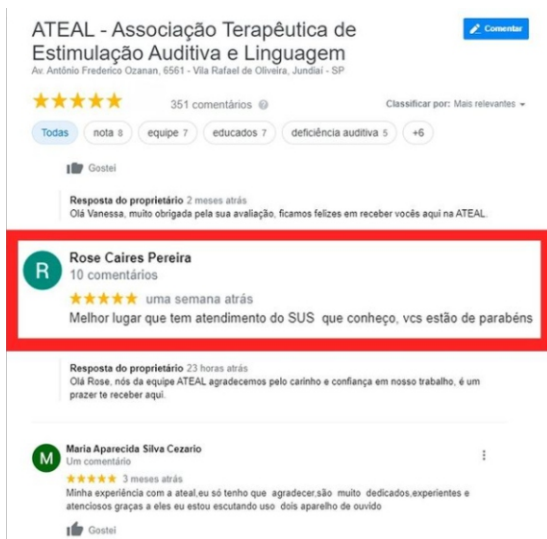 ATEAL - Associação Terapêutica de
Estimulação Auditiva e Linguagem
Comentar
Av. Antônio Frederico Ozanan, 6561 - Vila Rafael de Oliveira, Jundiaí - SP
351 comentários
Classificar por: Mais relevantes
Todas nota 8 equipe 7 educados 7 deficiência auditiva 5 +6
Gostei
Resposta do proprietário 2 meses atrás
Olá Vanessa, muito obrigada pela sua avaliação, ficamos felizes em receber vocês aqui na ATEAL.
R
Rose Caires Pereira
10 comentários
uma semana atrás
Melhor lugar que tem atendimento do SUS que conheço, vcs estão de parabéns
Resposta do proprietário 23 horas atrás
Olá Rose, nós da equipe ATEAL agradecemos pelo carinho e confiança em nosso trabalho, é um
prazer te receber aqui.
M
Maria Aparecida Silva Cezario
Um comentário
3 meses atrás
Minha experiência com a ateal,eu só tenho que agradecer,são muito dedicados,experientes e
atenciosos graças a eles eu estou escutando uso dois aparelho de ouvido
Gostei